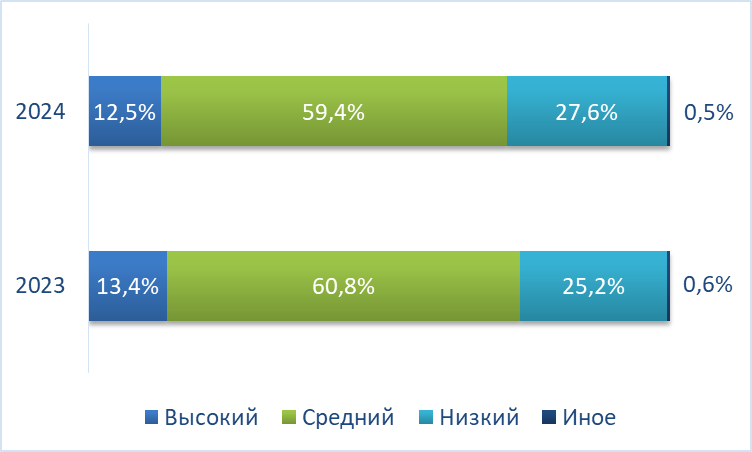 2024 12,5% 59,4% 27,6% 0,5%
2023 13,4% 60,8% 25,2% 0,6%
Высокий Средний Низкий Иное